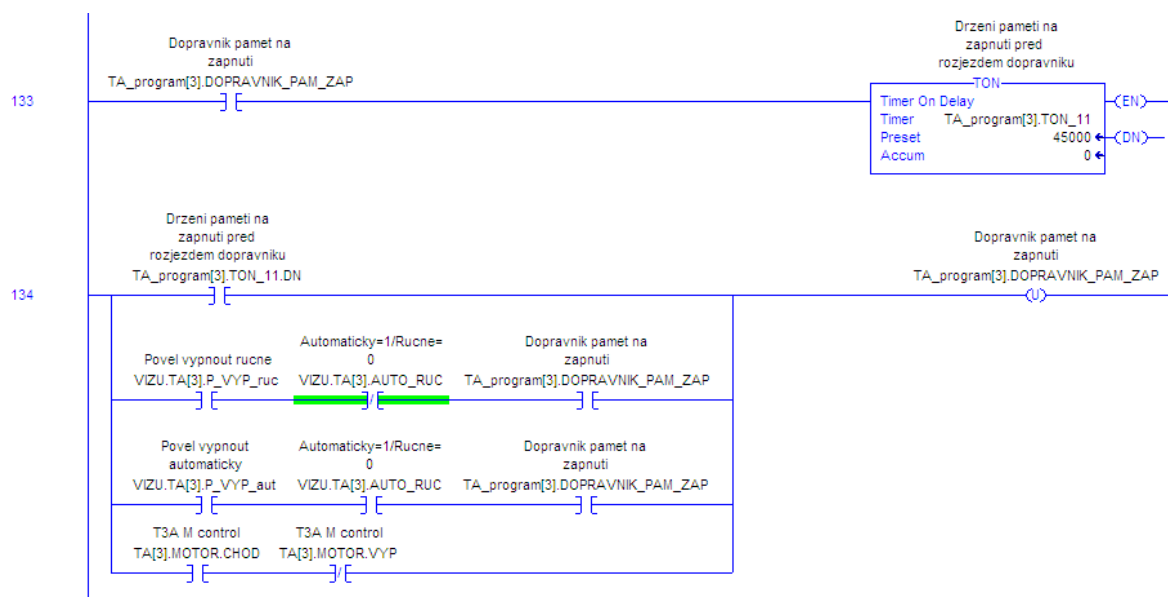 Dopravnik pamet na
zapnuti
TA_program[3].DOPRAVNIK_PAM_ZAP
133
Drzeni pameti na
zapnuti pred
rozjezdem dopravniku
TON
Timer On Delay
Timer TA_program[3].TON_11
Preset 45000
Accum 0
EN
DN
Drzeni pameti na
zapnuti pred
rozjezdem dopravniku
TA_program[3].TON_11.DN
134
Dopravnik pamet na
zapnuti
TA_program[3].DOPRAVNIK_PAM_ZAP
U
Povel vypnout rucne
VIZU.TA[3].P_VYP_ruc
Automaticky=1/Rucne=
0
VIZU.TA[3].AUTO_RUC
Dopravnik pamet na
zapnuti
TA_program[3].DOPRAVNIK_PAM_ZAP
Povel vypnout
automaticky
VIZU.TA[3].P_VYP_aut
Automaticky=1/Rucne=
0
VIZU.TA[3].AUTO_RUC
Dopravnik pamet na
zapnuti
TA_program[3].DOPRAVNIK_PAM_ZAP
T3A M control
TA[3].MOTOR.CHOD
T3A M control
TA[3].MOTOR.VYP